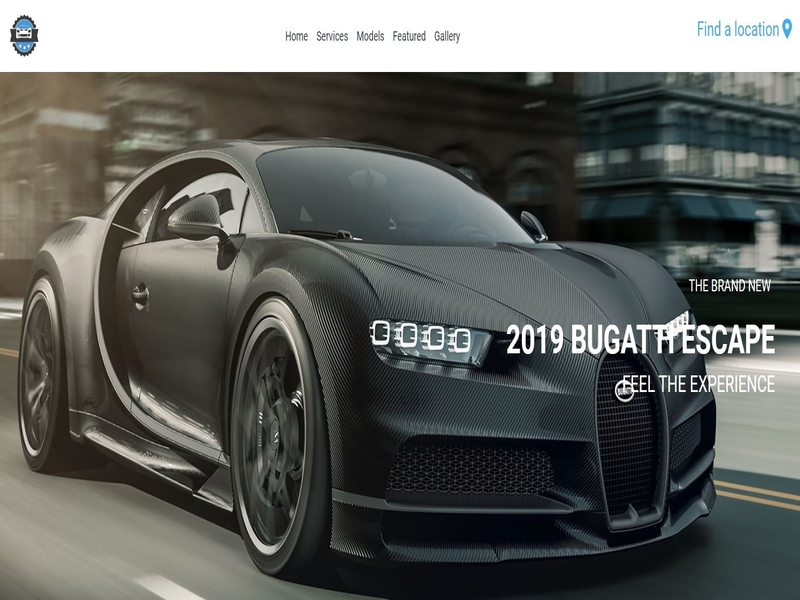 Home Services Models Featured Gallery
Find a location
THE BRAND NEW
2019 BUGATTI ESCAPE
FEEL THE EXPERIENCE